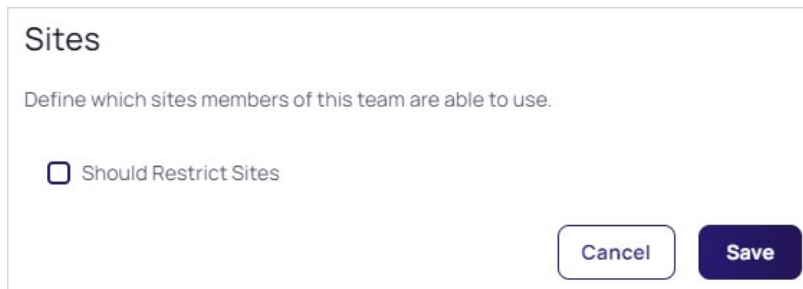 Sites
Define which sites members of this team are able to use.
Should Restrict Sites
Cancel Save